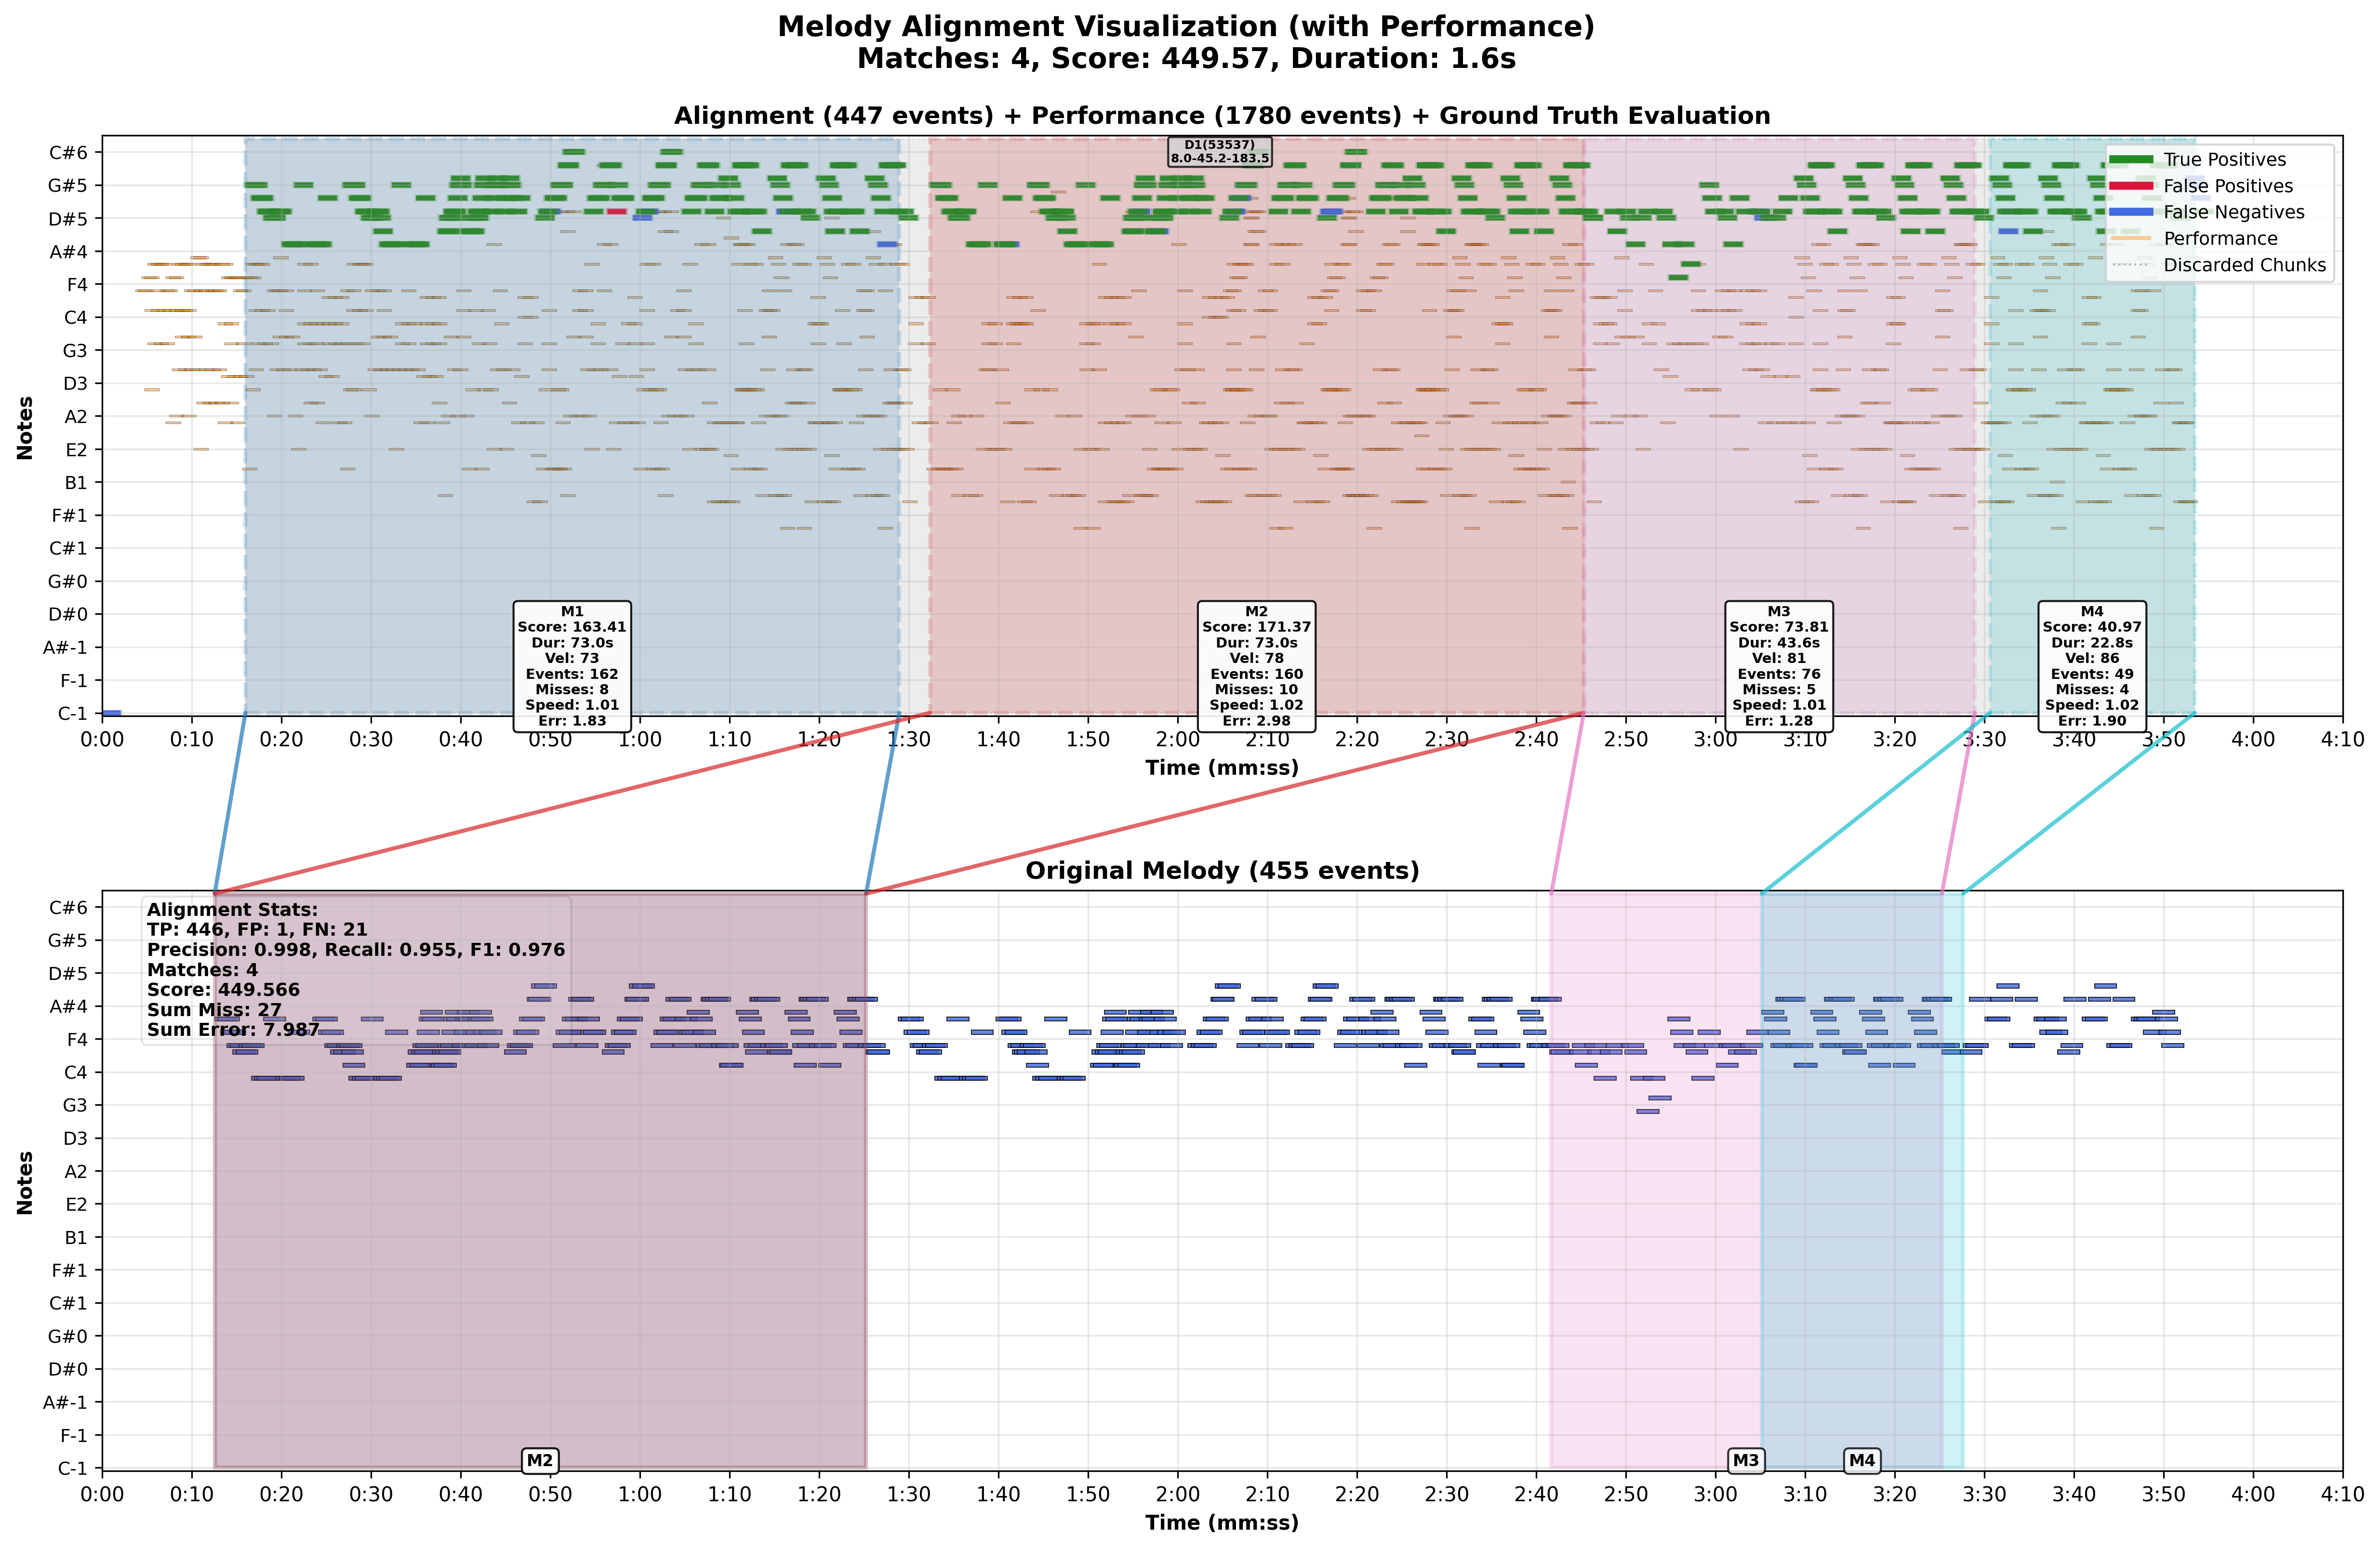 Melody Alignment Visualization (with Performance)
Matches: 4, Score: 449.57, Duration: 1.6s
Alignment (447 events) + Performance (1780 events) + Ground Truth Evaluation
D1(53537)
8.0-45.2-183.5
True Positives
False Positives
False Negatives
Performance
Discarded Chunks
Notes
C#6
G#5
D#5
A#4
F4
C4
G3
D3
A2
E2
B1
F#1
C#1
G#0
D#0
A#-1
F-1
C-1
M1
Score: 163.41
Dur: 73.0s
Vel: 73
Events: 162
Misses: 8
Speed: 1.01
Err: 1.83
M2
Score: 171.37
Dur: 73.0s
Vel: 78
Events: 160
Misses: 10
Speed: 1.02
Err: 2.98
M3
Score: 73.81
Dur: 43.6s
Vel: 81
Events: 76
Misses: 5
Speed: 1.01
Err: 1.28
M4
Score: 40.97
Dur: 22.8s
Vel: 86
Events: 49
Misses: 4
Speed: 1.02
Err: 1.90
0:00 0:10 0:20 0:30 0:40 0:50 1:00 1:10 1:20 1:30 1:40 1:50 2:00 2:10 2:20 2:30 2:40 2:50 3:00 3:10 3:20 3:30 3:40 3:50 4:00 4:10
Time (mm:ss)
Original Melody (455 events)
Alignment Stats:
TP: 446, FP: 1, FN: 21
Precision: 0.998, Recall: 0.955, F1: 0.976
Matches: 4
Score: 449.566
Sum Miss: 27
Sum Error: 7.987
Notes
C#6
G#5
D#5
A#4
F4
C4
G3
D3
A2
E2
B1
F#1
C#1
G#0
D#0
A#-1
F-1
C-1
M2
M3
M4
0:00 0:10 0:20 0:30 0:40 0:50 1:00 1:10 1:20 1:30 1:40 1:50 2:00 2:10 2:20 2:30 2:40 2:50 3:00 3:10 3:20 3:30 3:40 3:50 4:00 4:10
Time (mm:ss)